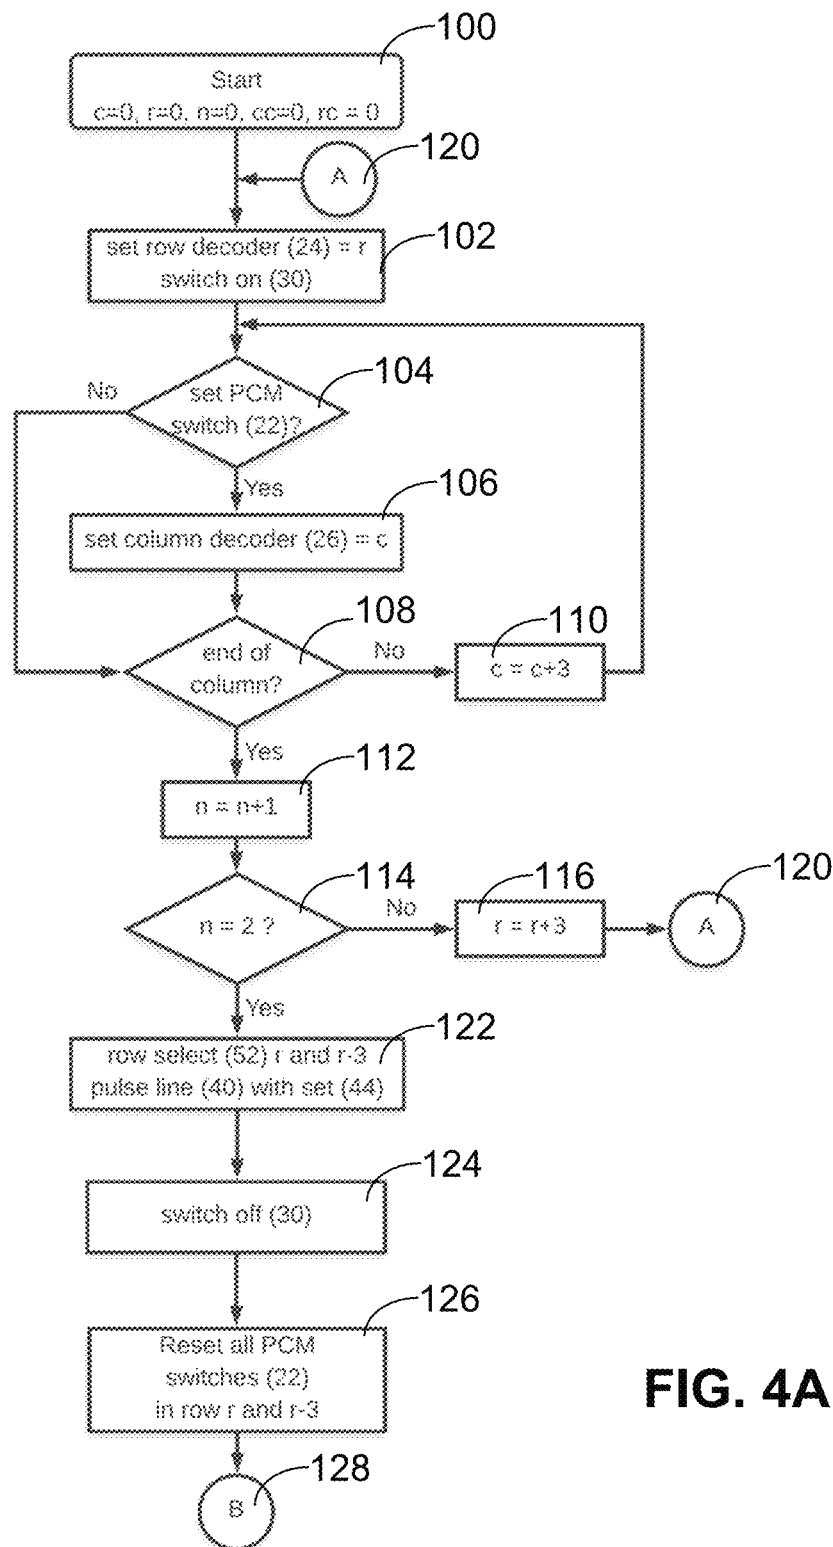 100
Start
c=0, r=0, n=0, cc=0, rc = 0
120
A
102
set row decoder (24) = r
switch on (30)
104
No
set PCM
switch (22)?
Yes
106
set column decoder (26) = c
108
end of
column?
No
110
c = c+3
Yes
112
n = n+1
114
n = 2 ?
No
116
r = r+3
120
A
Yes
122
row select (52) r and r-3
pulse line (40) with set (44)
124
switch off (30)
126
Reset all PCM
switches (22)
in row r and r-3
FIG. 4A
128
B